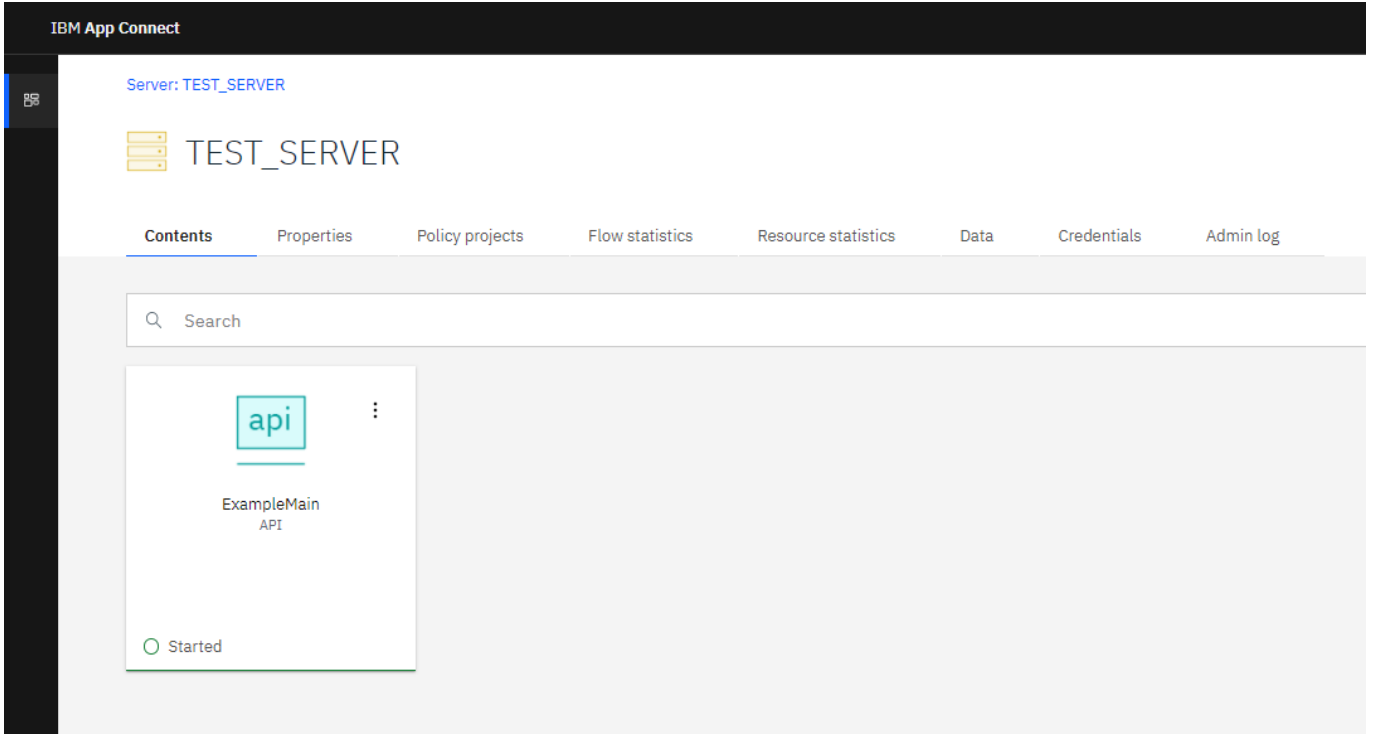 IBM App Connect
Server: TEST_SERVER
TEST_SERVER
Contents Properties Policy projects Flow statistics Resource statistics Data Credentials Admin log
Search
api
ExampleMain
API
Started